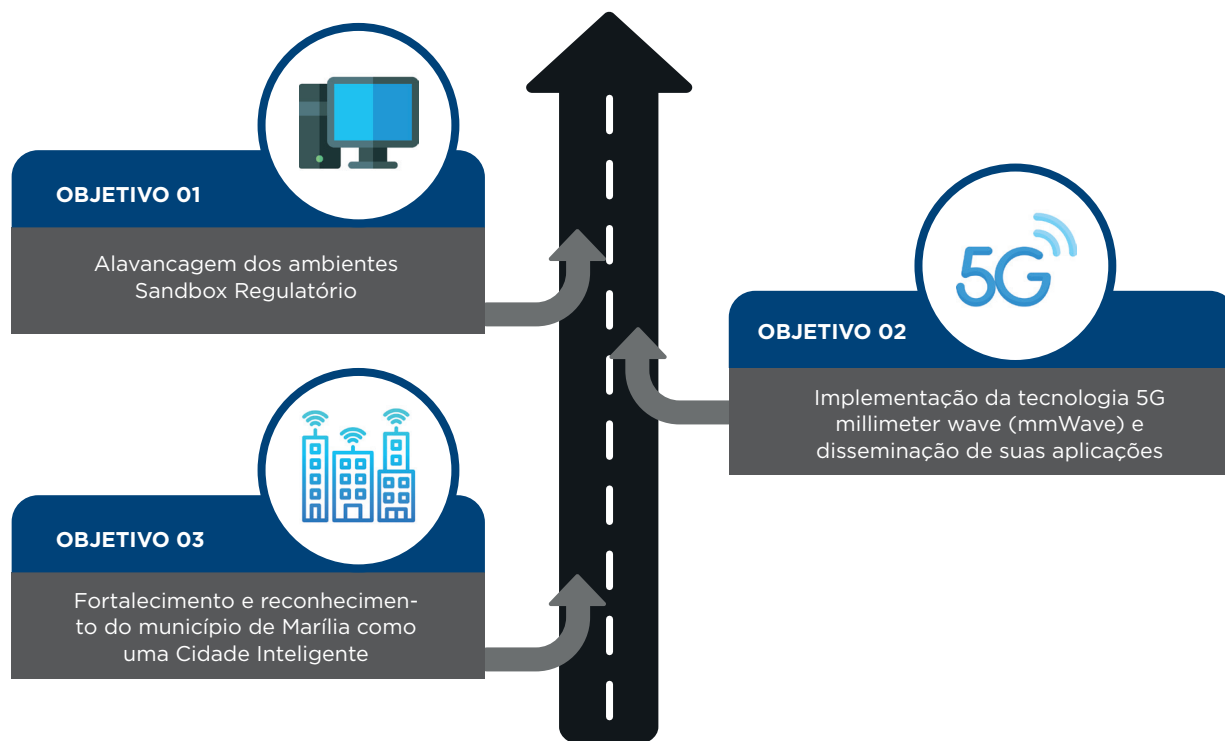 OBJETIVO 01
Alavancagem dos ambientes
Sandbox Regulatório
5G
OBJETIVO 02
Implementação da tecnologia 5G
millimeter wave (mmWave) e
disseminação de suas aplicações
OBJETIVO 03
Fortalecimento e reconhecimen-
to do município de Marília como
uma Cidade Inteligente